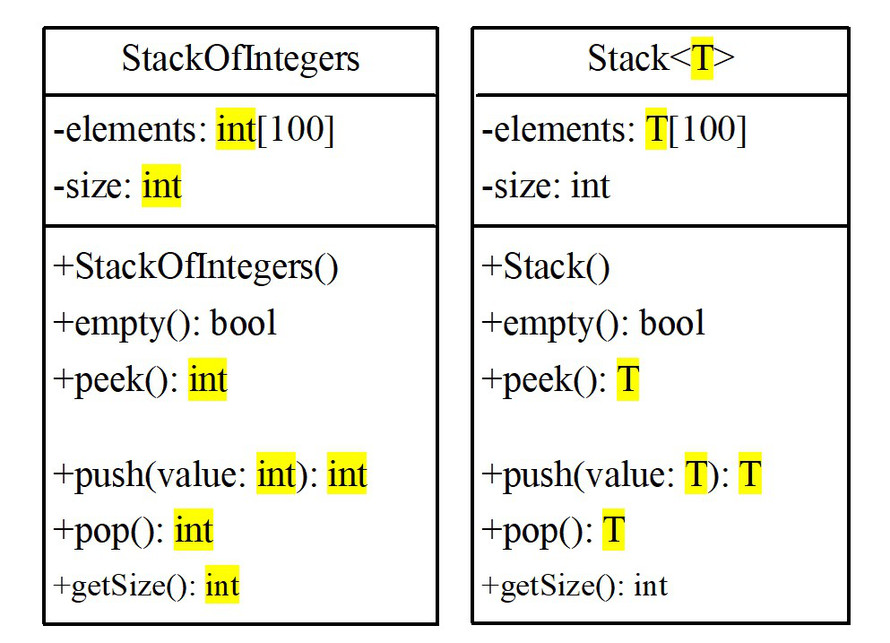 StackOfIntegers
-elements: int[100]
-size: int
+StackOfIntegers()
+empty(): bool
+peek(): int
+push(value: int): int
+pop(): int
+getSize(): int
Stack<T>
-elements: T[100]
-size: int
+Stack()
+empty(): bool
+peek(): T
+push(value: T): T
+pop(): T
+getSize(): int